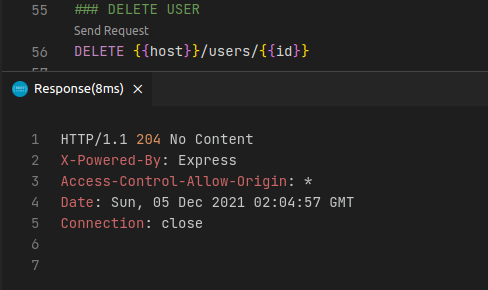 55 ### DELETE USER
Send Request
56 DELETE {{host}}/users/{{id}}
57
Response(8ms) ×
1 HTTP/1.1 204 No Content
2 X-Powered-By: Express
3 Access-Control-Allow-Origin: *
4 Date: Sun, 05 Dec 2021 02:04:57 GMT
5 Connection: close
6
7